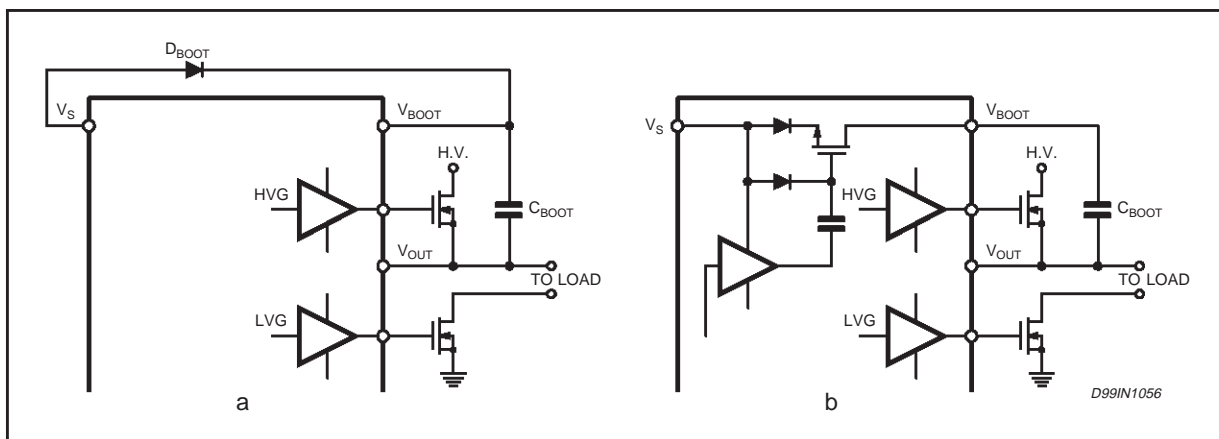 DBOOT
VS
VBOOT
H.V.
HVG
CBOOT
VOUT
TO LOAD
LVG
a
VS
VBOOT
H.V.
HVG
CBOOT
VOUT
TO LOAD
LVG
b
D99IN1056